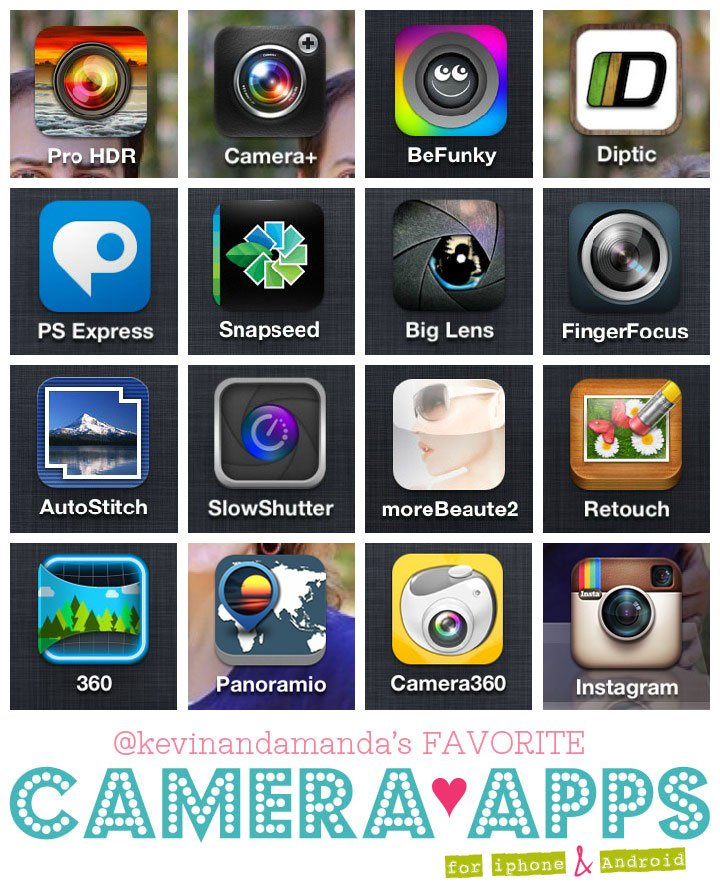 Pro HDR
Camera+
BeFunky
Diptic
PS Express
Snapseed
Big Lens
FingerFocus
AutoStitch
SlowShutter
moreBeaute2
Retouch
360
Panoramio
Camera360
Insta
Instagram
@kevinandamanda's FAVORITE
CAMERA♥APPS
for iphone & Android